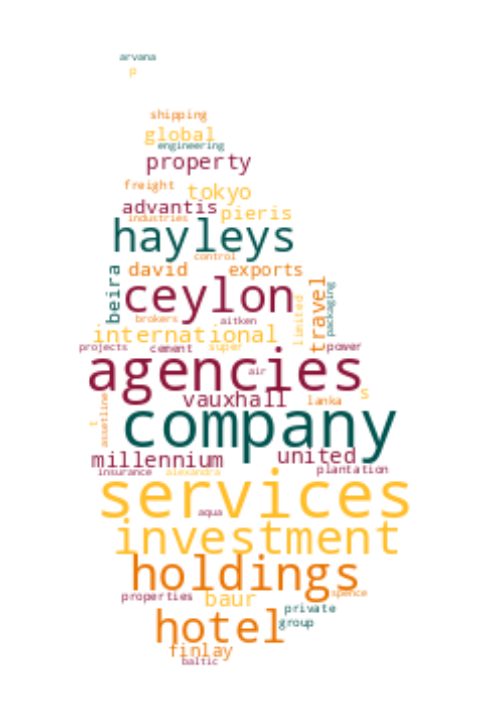 arvana
p
shipping
global
engineering
property
freight tokyo
advantis pieris
industries
hayleys
control
beira david exports
ceylon travel packaging
limited
brokers aitken
international
projects cement super power
agencies
air
vauxhall lanka s
t assetline
company
millennium united
insurance alexandra plantation
services
aqua
investment
holdings
properties baur spence
private
hotel group
finlay
baltic